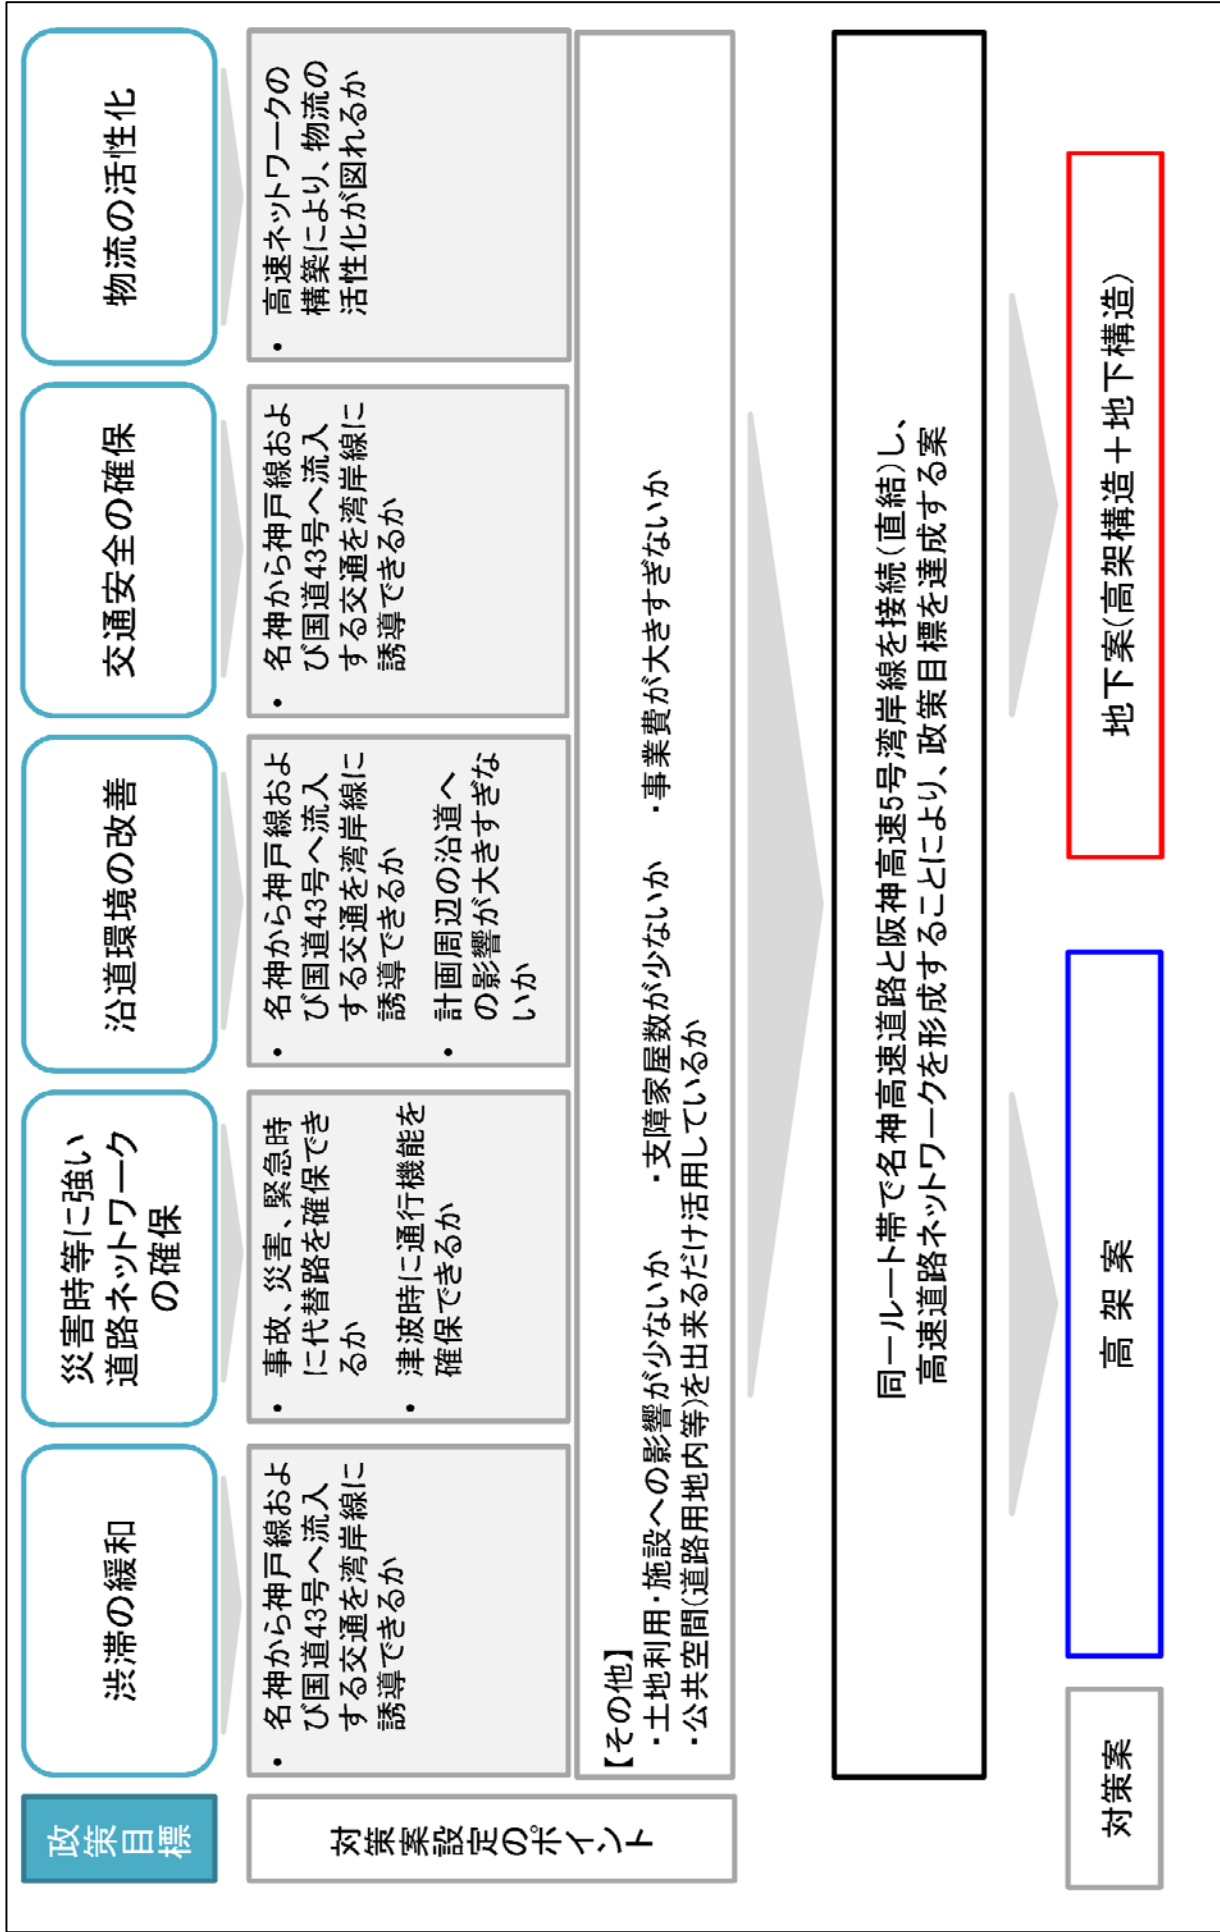 政策目標
渋滞の緩和
災害時等に強い
道路ネットワーク
の確保
沿道環境の改善
交通安全の確保
物流の活性化
対策案設定のポイント
• 名神から神戸線およ
び国道43号へ流入
する交通を湾岸線に
誘導できるか
• 事故、災害、緊急時
に代替路を確保でき
るか
• 津波時に通行機能を
確保できるか
• 名神から神戸線およ
び国道43号へ流入
する交通を湾岸線に
誘導できるか
• 計画周辺の沿道へ
の影響が大きすぎな
いか
• 名神から神戸線およ
び国道43号へ流入
する交通を湾岸線に
誘導できるか
• 高速ネットワークの
構築により、物流の
活性化が図れるか
【その他】
・土地利用・施設への影響が少ないか ・支障家屋数が少ないか ・事業費が大きすぎないか
・公共空間(道路用地内等)を出来るだけ活用しているか
同一ルート帯で名神高速道路と阪神高速5号湾岸線を接続(直結)し、
高速道路ネットワークを形成することにより、政策目標を達成する案
対策案
高架案
地下案(高架構造＋地下構造)